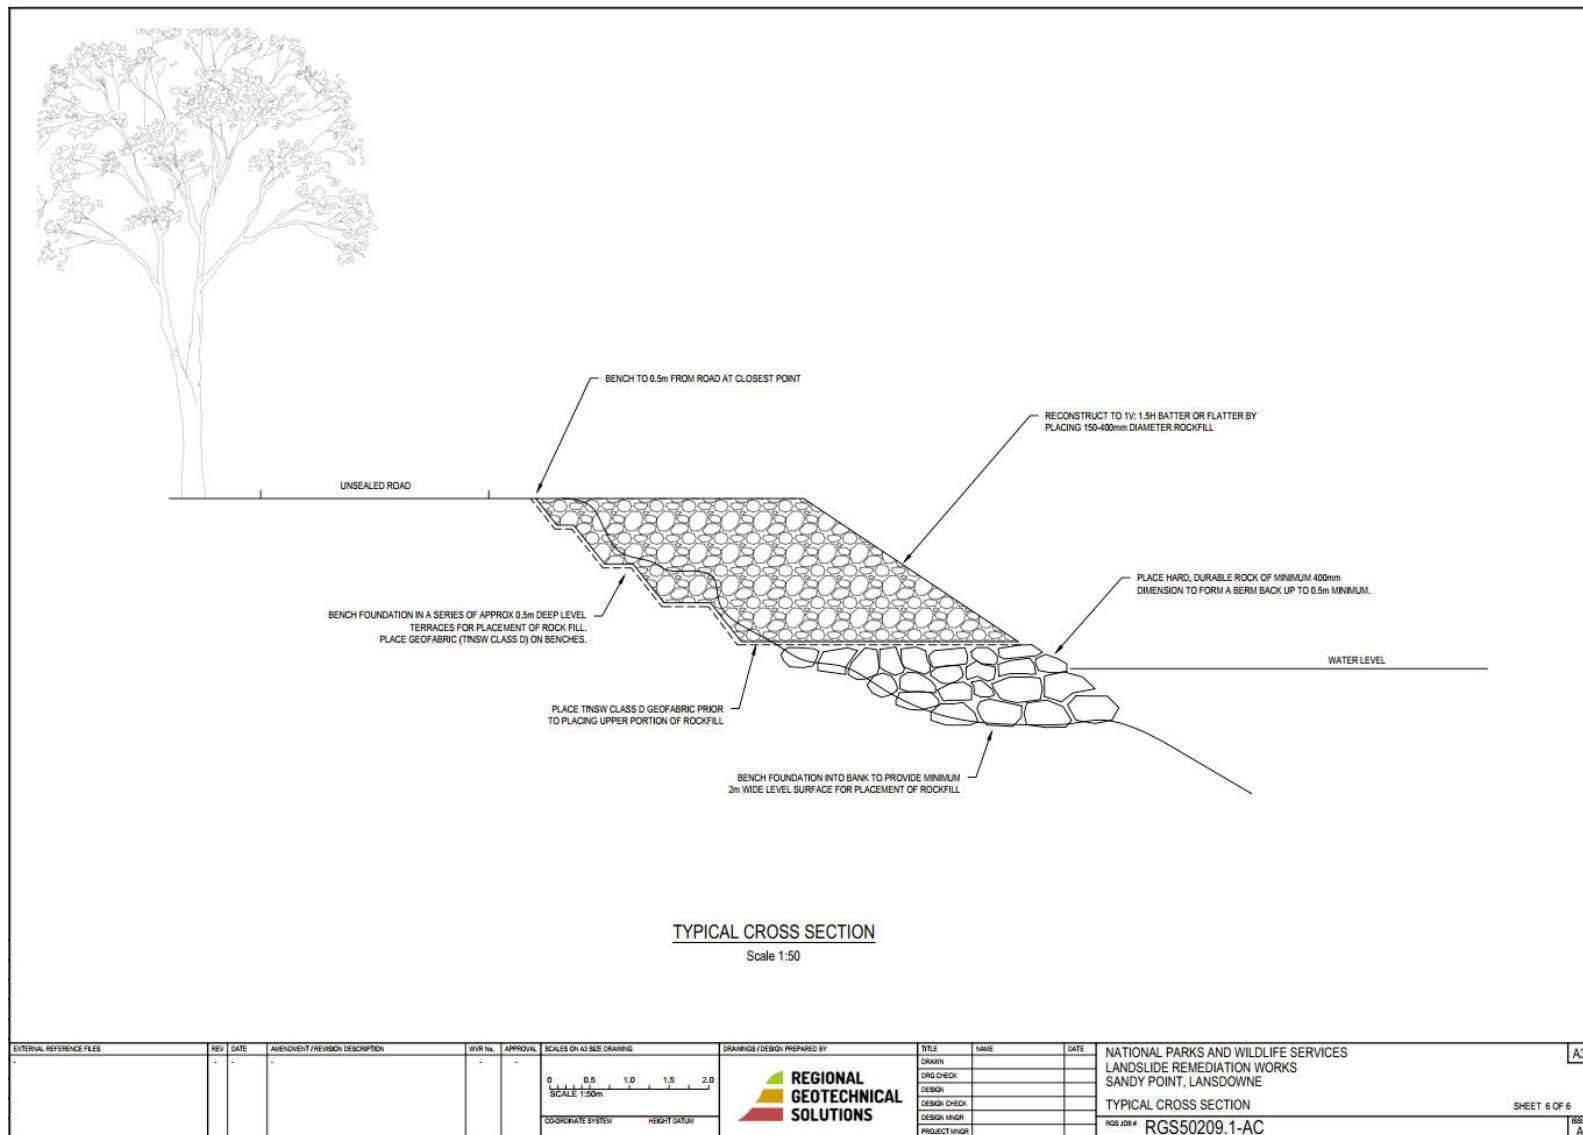 BENCH TO 0.5m FROM ROAD AT CLOSEST POINT
RECONSTRUCT TO 1V: 1.5H BATTER OR FLATTER BY
PLACING 150-400mm DIAMETER ROCKFILL
UNSEALED ROAD
PLACE HARD, DURABLE ROCK OF MINIMUM 400mm
DIMENSION TO FORM A BERM BACK UP TO 0.5m MINIMUM.
BENCH FOUNDATION IN A SERIES OF APPROX 0.5m DEEP LEVEL
TERRACES FOR PLACEMENT OF ROCK FILL.
PLACE GEOFABRIC (TfNSW CLASS D) ON BENCHES.
WATER LEVEL
PLACE TfNSW CLASS D GEOFABRIC PRIOR
TO PLACING UPPER PORTION OF ROCKFILL
BENCH FOUNDATION INTO BANK TO PROVIDE MINIMUM
2m WIDE LEVEL SURFACE FOR PLACEMENT OF ROCKFILL
TYPICAL CROSS SECTION
Scale 1:50
EXTERNAL REFERENCE FILES
-
REV
DATE
AMENDMENT / REVISION DESCRIPTION
WVR No.
APPROVAL
- - - - -
SCALES ON A3 SIZE DRAWING
0 0.5 1.0 1.5 2.0
SCALE 1:50m
CO-ORDINATE SYSTEM
HEIGHT DATUM
DRAWINGS / DESIGN PREPARED BY
REGIONAL
GEOTECHNICAL
SOLUTIONS
TITLE
NAME
DATE
DRAWN
DRG CHECK
DESIGN
DESIGN CHECK
DESIGN MNGR
PROJECT MNGR
NATIONAL PARKS AND WILDLIFE SERVICES
LANDSLIDE REMEDIATION WORKS
SANDY POINT, LANSDOWNE
TYPICAL CROSS SECTION
SHEET 6 OF 6
RGS JOB # RGS50209.1-AC
A3
A